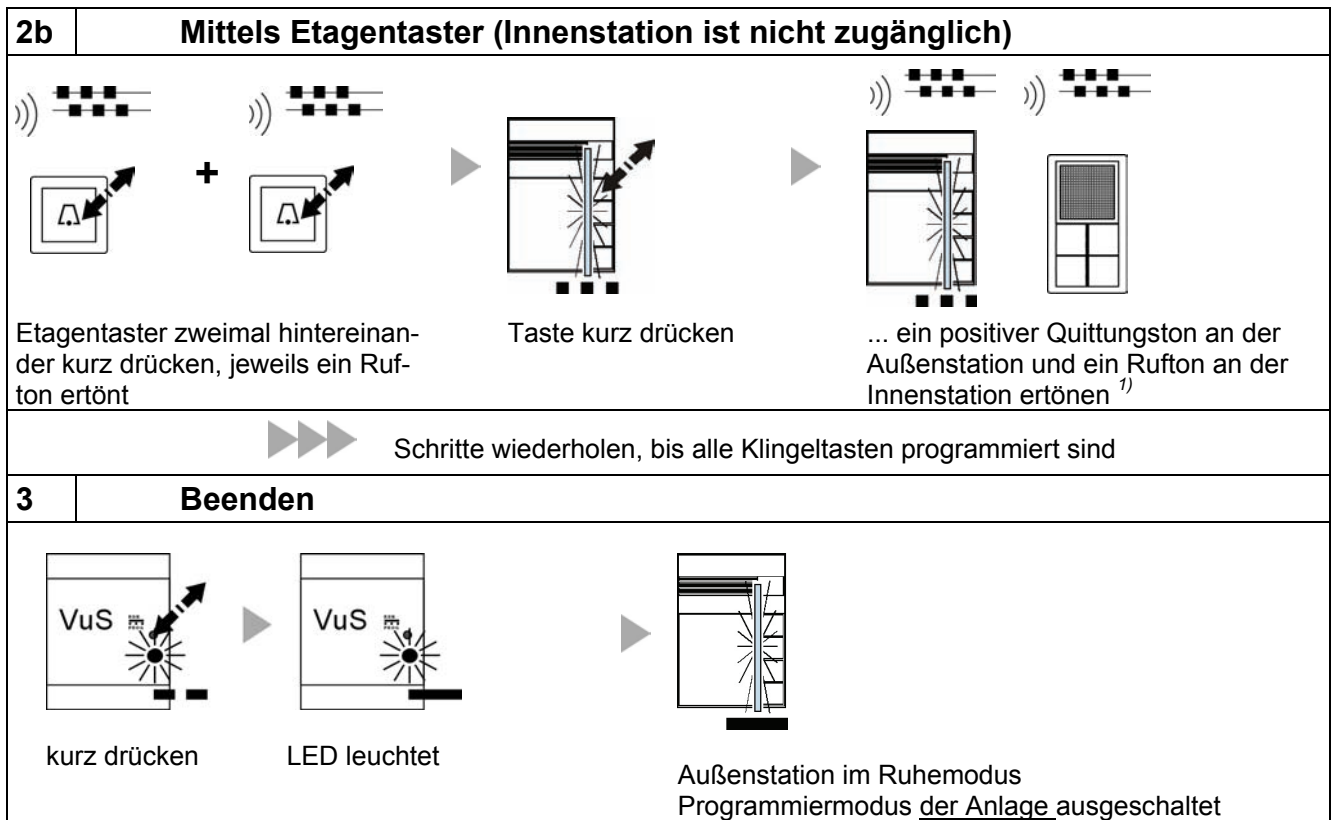 2b Mittels Etagentaster (Innenstation ist nicht zugänglich)
+
Etagentaster zweimal hintereinan-
der kurz drücken, jeweils ein Ruf-
ton ertönt
Taste kurz drücken
... ein positiver Quittungston an der
Außenstation und ein Rufton an der
Innenstation ertönen 1)
Schritte wiederholen, bis alle Klingeltasten programmiert sind
3 Beenden
VuS
VuS
kurz drücken
LED leuchtet
Außenstation im Ruhemodus
Programmiermodus der Anlage ausgeschaltet